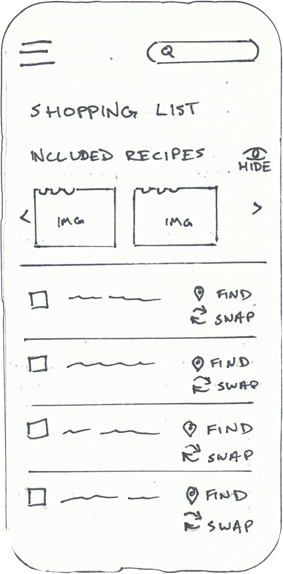 SHOPPING LIST
INCLUDED RECIPES
HIDE
IMG IMG
FIND
SWAP
FIND
SWAP
FIND
SWAP
FIND
SWAP